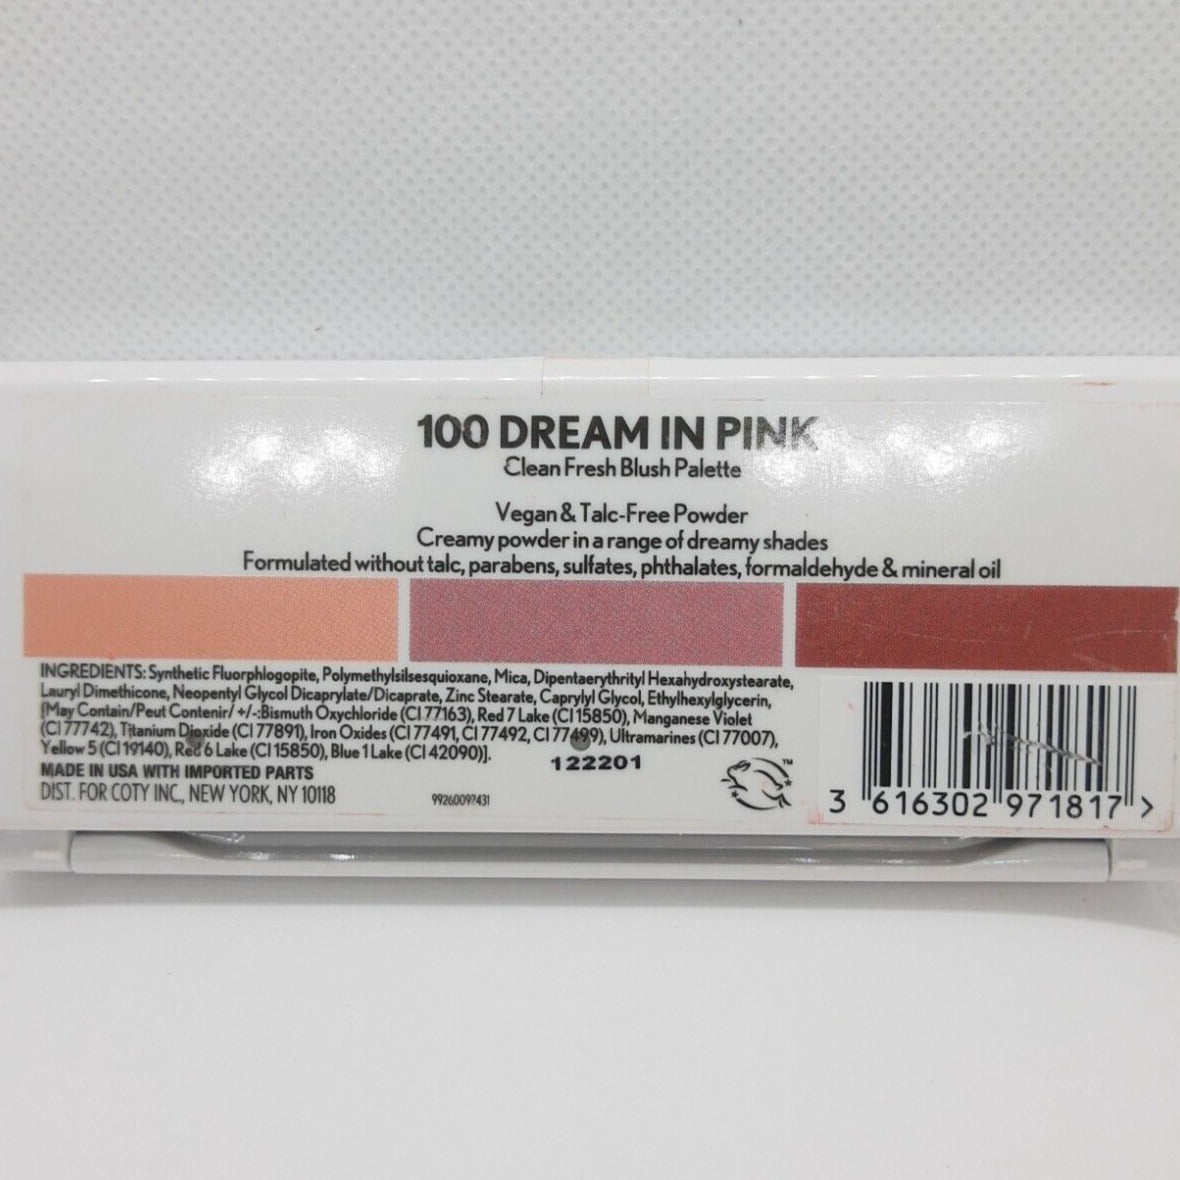 100 DREAM IN PINK
Clean Fresh Blush Palette
Vegan & Talc-Free Powder
Creamy powder in a range of dreamy shades
Formulated without talc, parabens, sulfates, phthalates, formaldehyde & mineral oil
INGREDIENTS: Synthetic Fluorphlogopite, Polymethylsilsesquioxane, Mica, Dipentaerythrityl Hexahydroxystearate,
Lauryl Dimethicone, Neopentyl Glycol Dicaprylate/Dicaprate, Zinc Stearate, Caprylyl Glycol, Ethylhexylglycerin,
[May Contain/Peut Contenir/ +/-:Bismuth Oxychloride (CI 77163), Red 7 Lake (CI 15850), Manganese Violet
(CI 77742), Titanium Dioxide (CI 77891), Iron Oxides (CI 77491, CI 77492, CI 77499), Ultramarines (CI 77007),
Yellow 5 (CI 19140), Red 6 Lake (CI 15850), Blue 1 Lake (CI 42090)].
MADE IN USA WITH IMPORTED PARTS
DIST. FOR COTY INC., NEW YORK, NY 10118
122201
TM
3 616302 971817 >